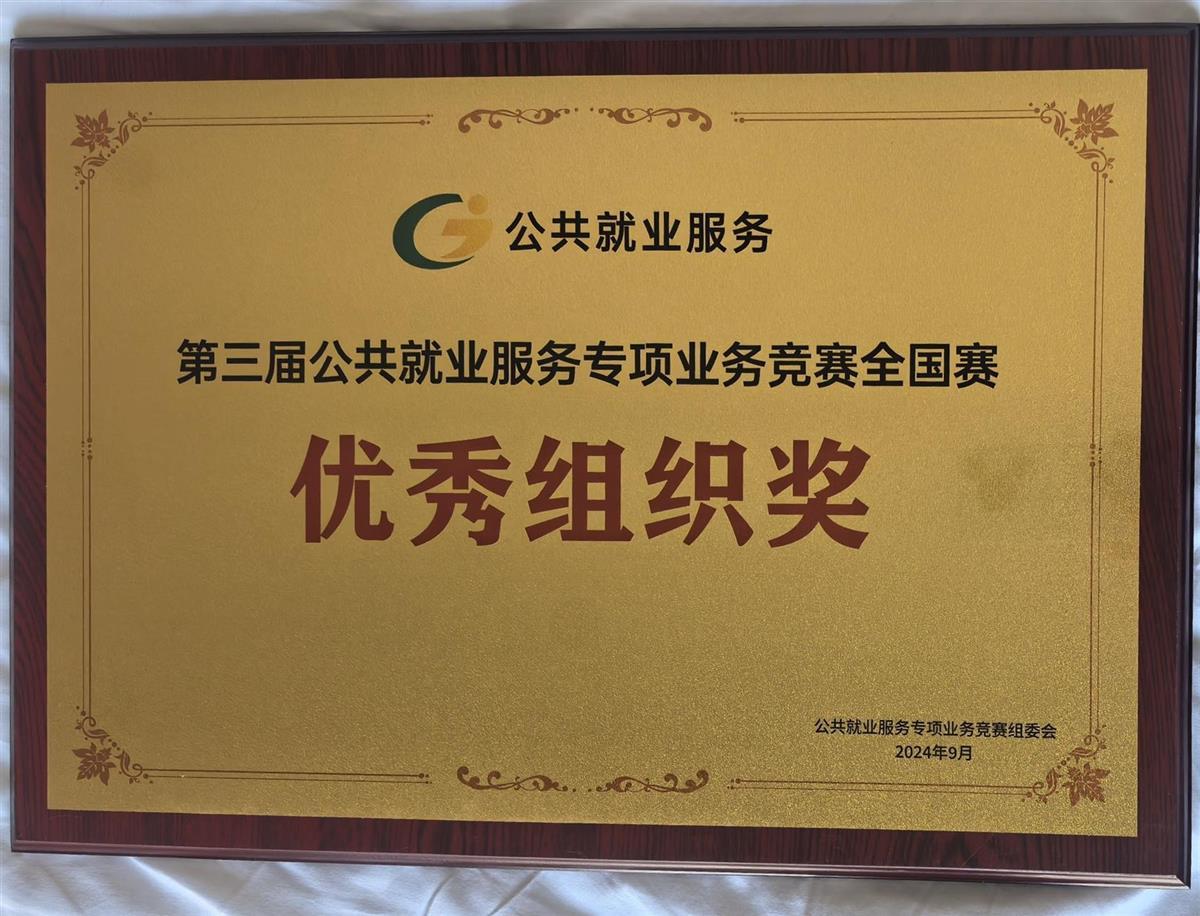 公共就业服务
第三届公共就业服务专项业务竞赛全国赛
优秀组织奖
公共就业服务专项业务竞赛组委会
2024年9月